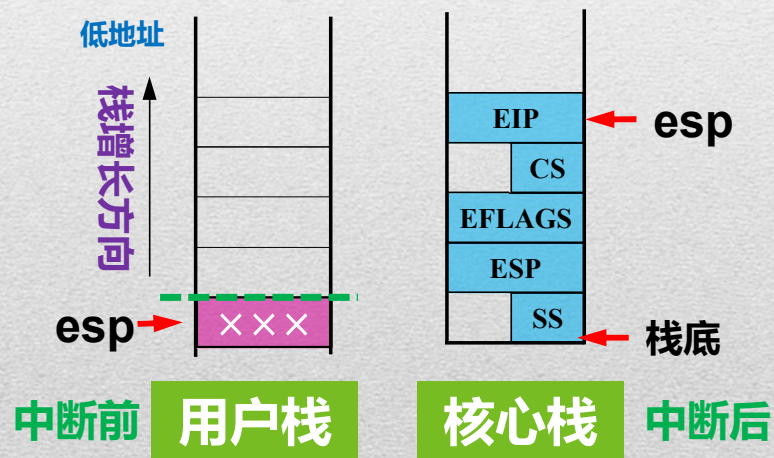 低地址
栈增长方向
esp
×××
中断前
用户栈
EIP
CS
EFLAGS
ESP
SS
esp
栈底
核心栈
中断后